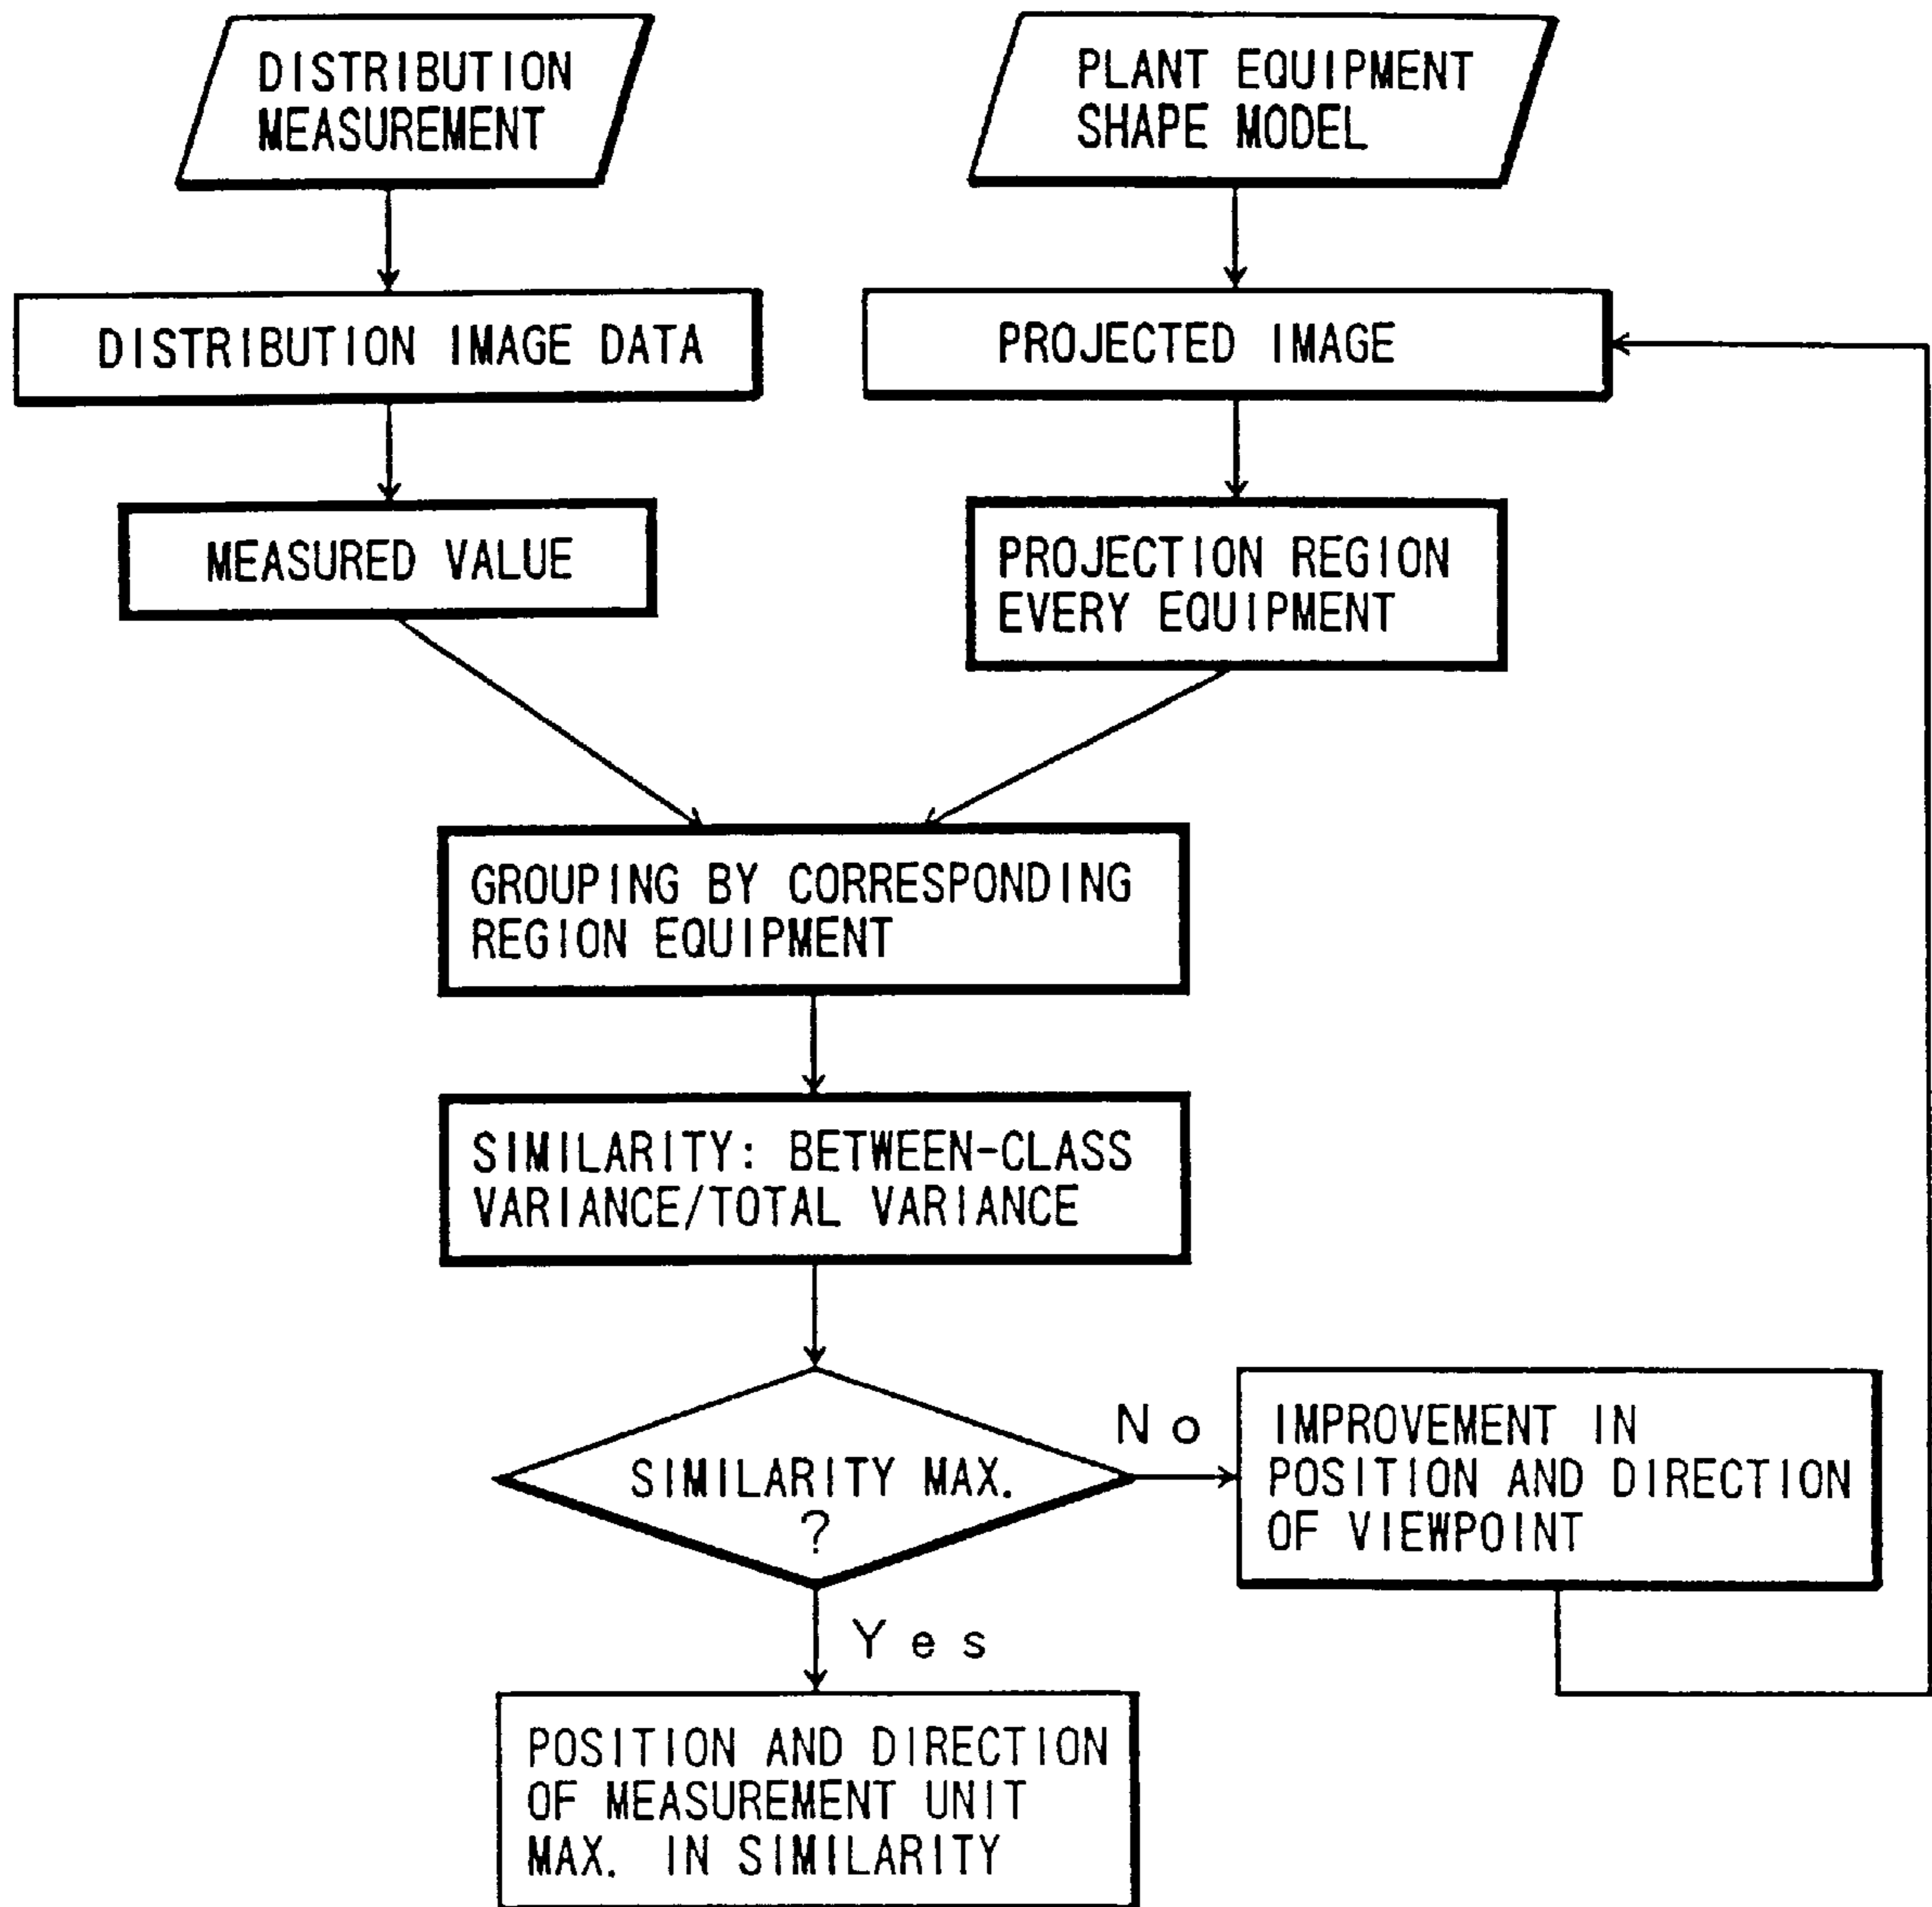 DISTRIBUTION
MEASUREMENT
PLANT EQUIPMENT
SHAPE MODEL
DISTRIBUTION IMAGE DATA
PROJECTED IMAGE
MEASURED VALUE
PROJECTION REGION
EVERY EQUIPMENT
GROUPING BY CORRESPONDING
REGION EQUIPMENT
SIMILARITY: BETWEEN-CLASS
VARIANCE/TOTAL VARIANCE
SIMILARITY MAX.
?
No
IMPROVEMENT IN
POSITION AND DIRECTION
OF VIEWPOINT
Yes
POSITION AND DIRECTION
OF MEASUREMENT UNIT
MAX. IN SIMILARITY